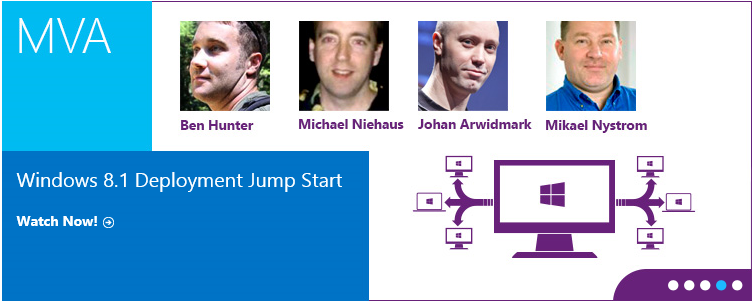 MVA
Ben Hunter
Michael Niehaus
Johan Arwidmark
Mikael Nystrom
Windows 8.1 Deployment Jump Start
Watch Now!